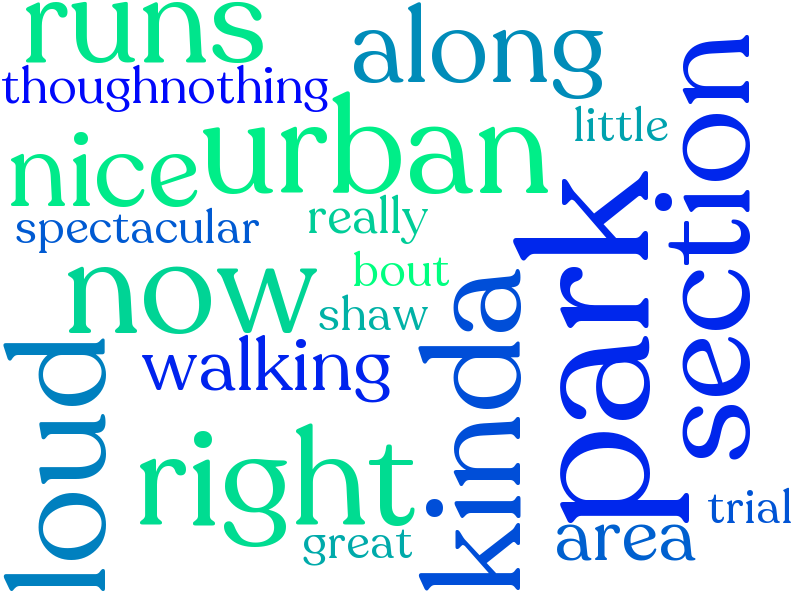 runs
along
thoughnothing
little
section
urban
nice
park
really
spectacular
bout
now
shaw
kinda
walking
loud
right
trial
area
great